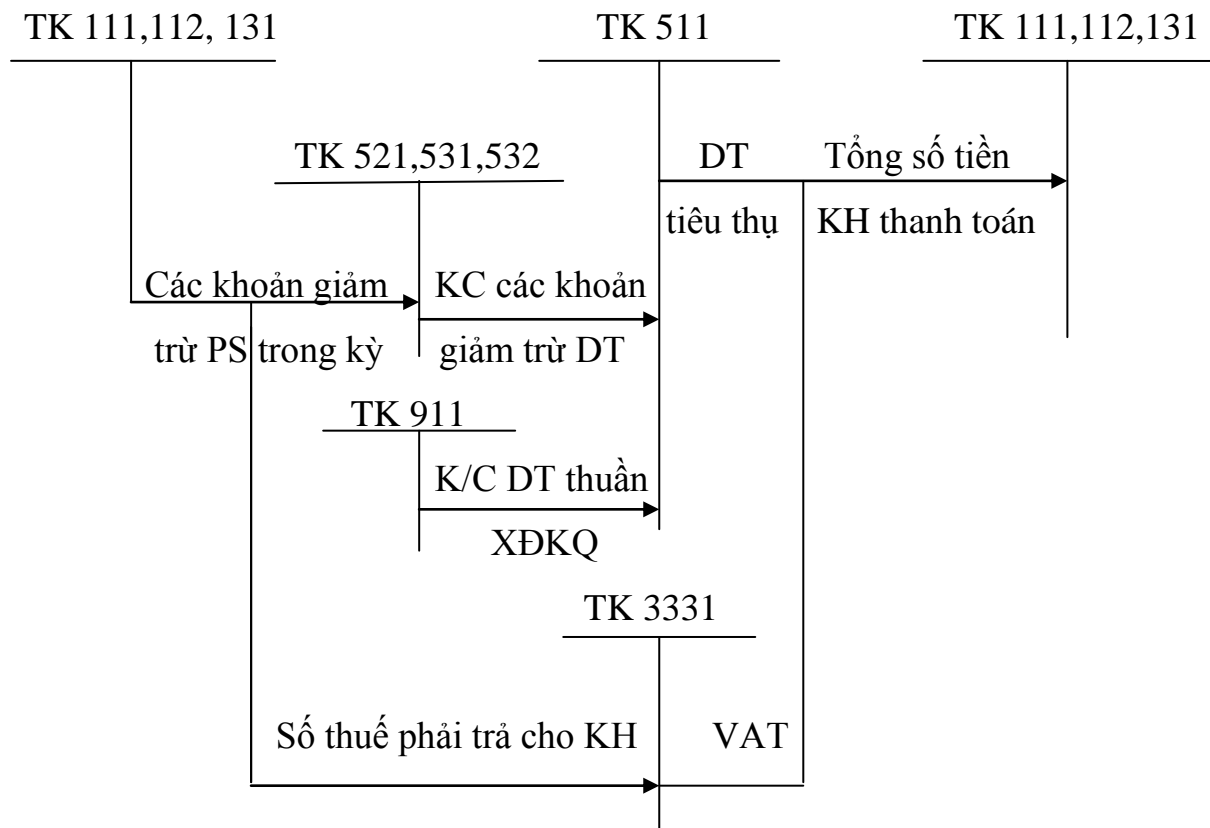 TK 111,112, 131
TK 511
TK 111,112,131
TK 521,531,532
DT
Tổng số tiền
tiêu thụ
KH thanh toán
Các khoản giảm
KC các khoản
trừ PS trong kỳ
giảm trừ DT
TK 911
K/C DT thuần
XĐKQ
TK 3331
Số thuế phải trả cho KH
VAT